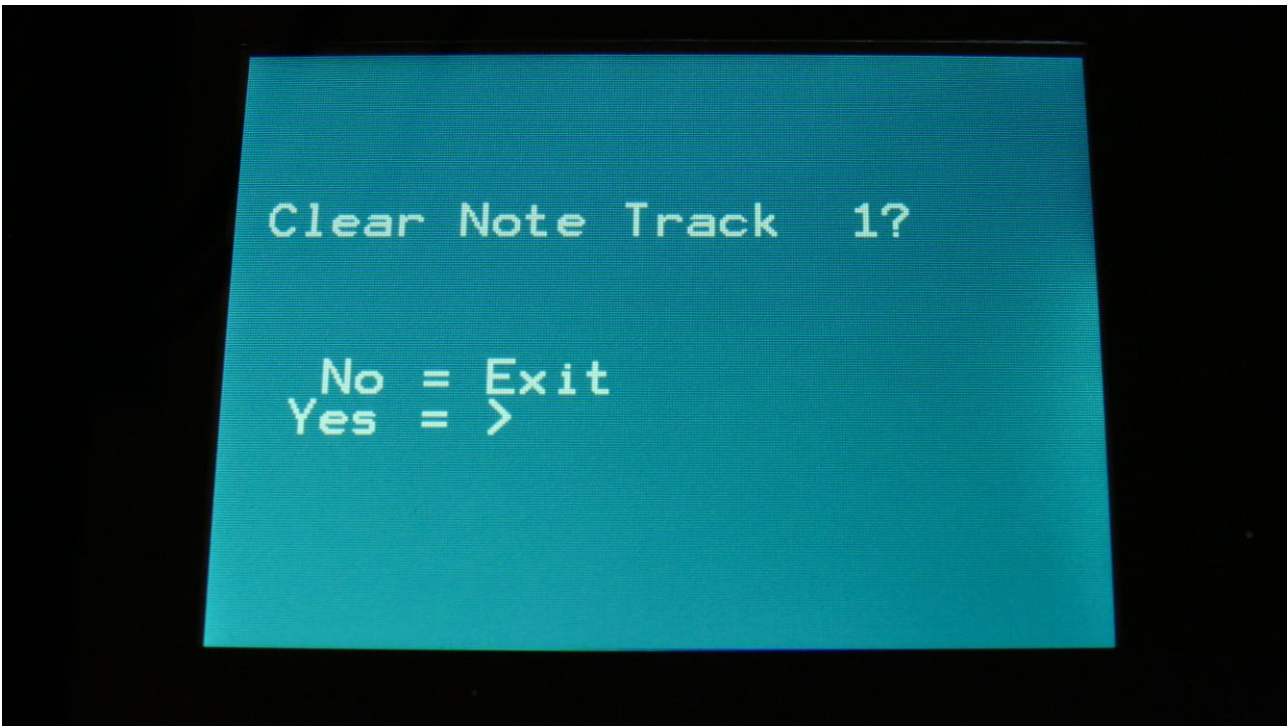 Clear Note Track  1?
No = Exit
Yes = >